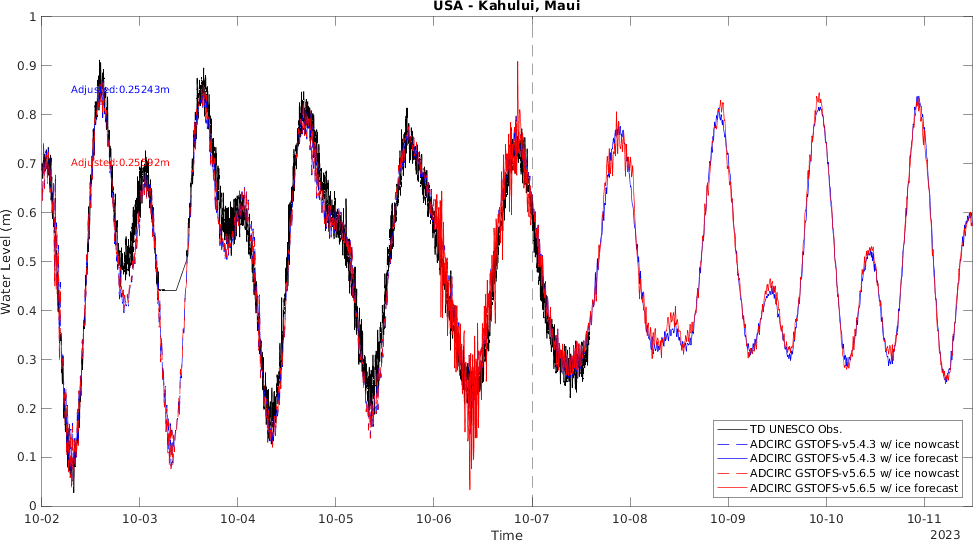 USA - Kahului, Maui
1
0.9
0.8
0.7
0.6
0.5
0.4
0.3
0.2
0.1
0
Water Level (m)
Adjusted:0.25243m
TD UNESCO Obs.
ADCIRC GSTOFS-v5.4.3 w/ ice nowcast
ADCIRC GSTOFS-v5.4.3 w/ ice forecast
ADCIRC GSTOFS-v5.6.5 w/ ice nowcast
ADCIRC GSTOFS-v5.6.5 w/ ice forecast
10-02 10-03 10-04 10-05 10-06 10-07 10-08 10-09 10-10 10-11
Time
2023